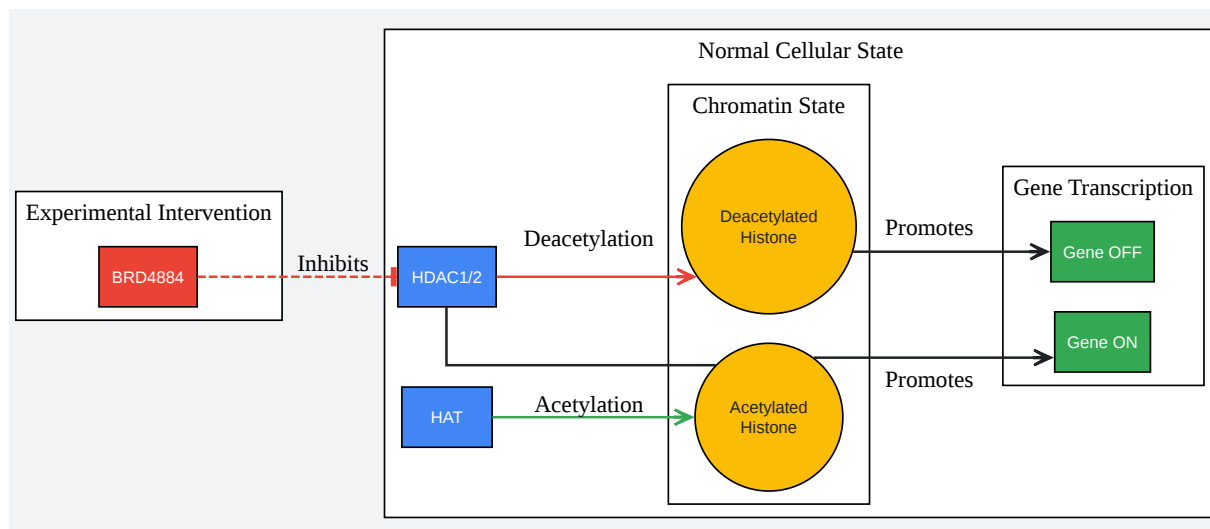 Normal Cellular State
Chromatin State
Experimental Intervention
BRD4884
Inhibits
HDAC1/2
Deacetylation
Deacetylated
Histone
Promotes
Gene Transcription
Gene OFF
Gene ON
Promotes
HAT
Acetylation
Acetylated
Histone